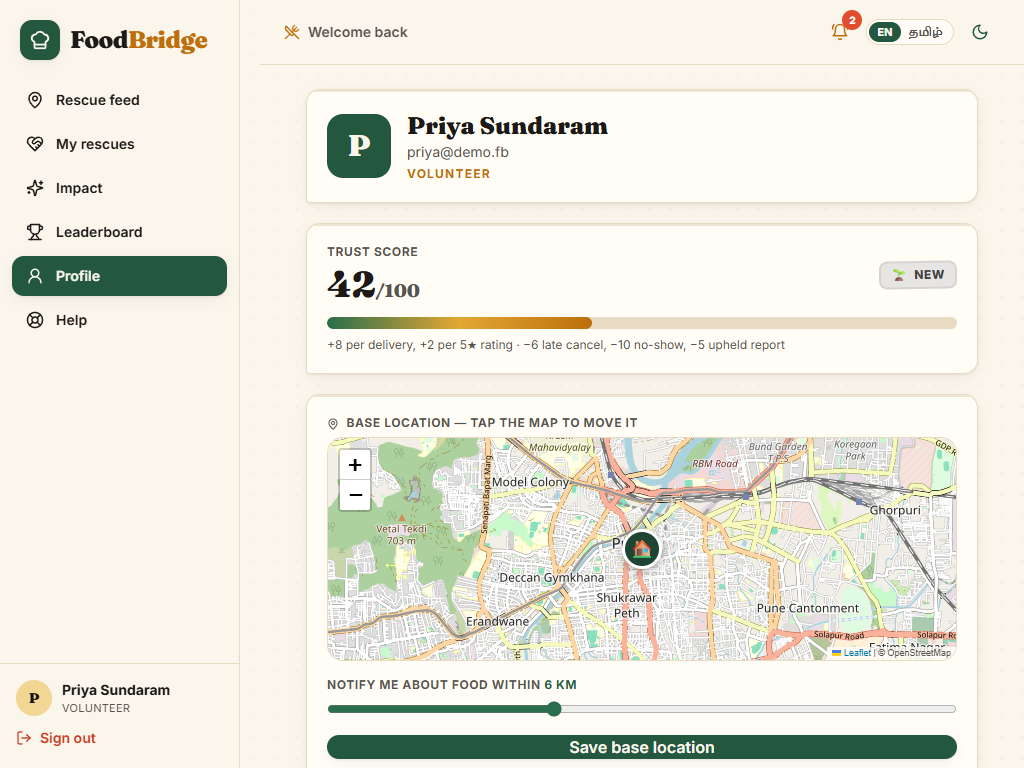 FoodBridge
Rescue feed
My rescues
Impact
Leaderboard
Profile
Help
P
Priya Sundaram
VOLUNTEER
Sign out
Welcome back
2
EN
தமிழ்
P
Priya Sundaram
priya@demo.fb
VOLUNTEER
TRUST SCORE
42/100
NEW
+8 per delivery, +2 per 5★ rating · −6 late cancel, −10 no-show, −5 upheld report
BASE LOCATION — TAP THE MAP TO MOVE IT
+
−
Mahavidyalay
Bund Garden
T.P.S
Koregaon
Park
RBM Road
Senapati Bapat Marg
Model Colony
Ghorpuri
Vetal Tekdi
703 m
Deccan Gymkhana
Shukrawar
Peth
Pune Cantonment
Erandwane
Solapur Road
Leaflet | © OpenStreetMap
NOTIFY ME ABOUT FOOD WITHIN 6 KM
Save base location